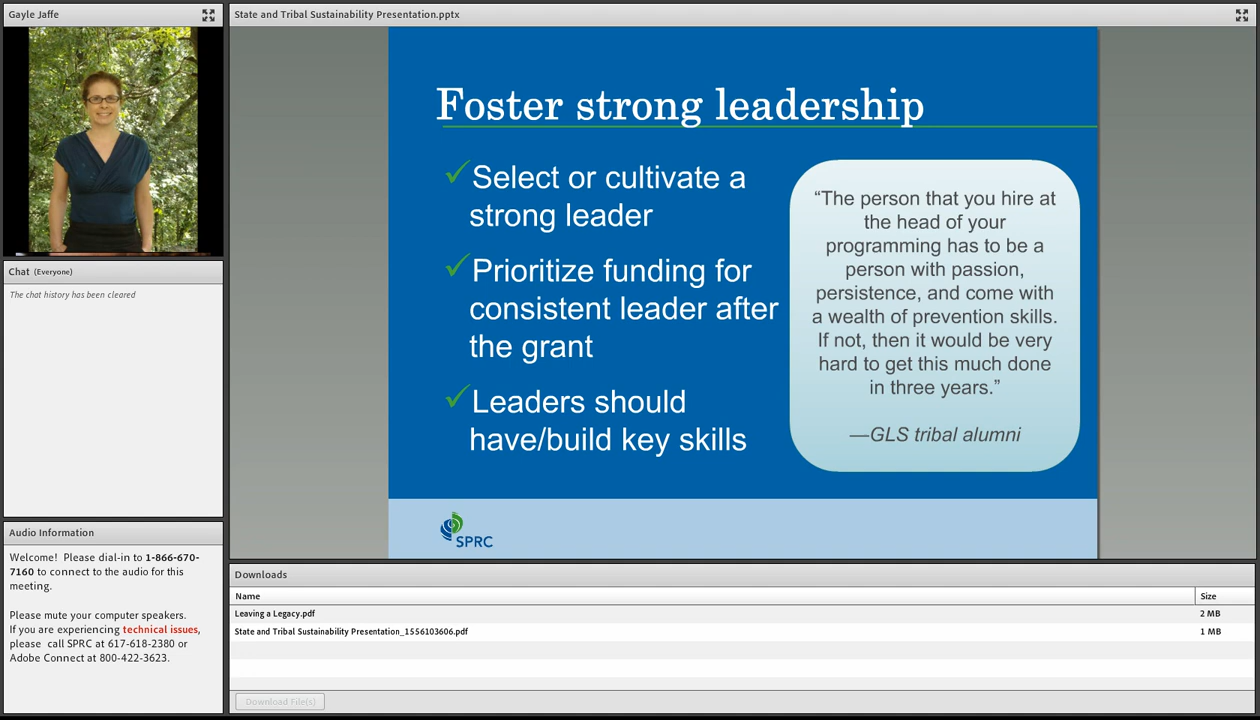 Gayle Jaffe
State and Tribal Sustainability Presentation.pptx
Foster strong leadership
✓Select or cultivate a
strong leader
✓Prioritize funding for
consistent leader after
the grant
✓Leaders should
have/build key skills
“The person that you hire at
the head of your
programming has to be a
person with passion,
persistence, and come with
a wealth of prevention skills.
If not, then it would be very
hard to get this much done
in three years.”
—GLS tribal alumni
SPRC
Chat (Everyone)
The chat history has been cleared
Audio Information
Welcome! Please dial-in to 1-866-670-
7160 to connect to the audio for this
meeting.
Please mute your computer speakers.
If you are experiencing technical issues,
please call SPRC at 617-618-2380 or
Adobe Connect at 800-422-3623.
Downloads
Name Size
Leaving a Legacy.pdf 2 MB
State and Tribal Sustainability Presentation_1556103606.pdf 1 MB
Download File(s)